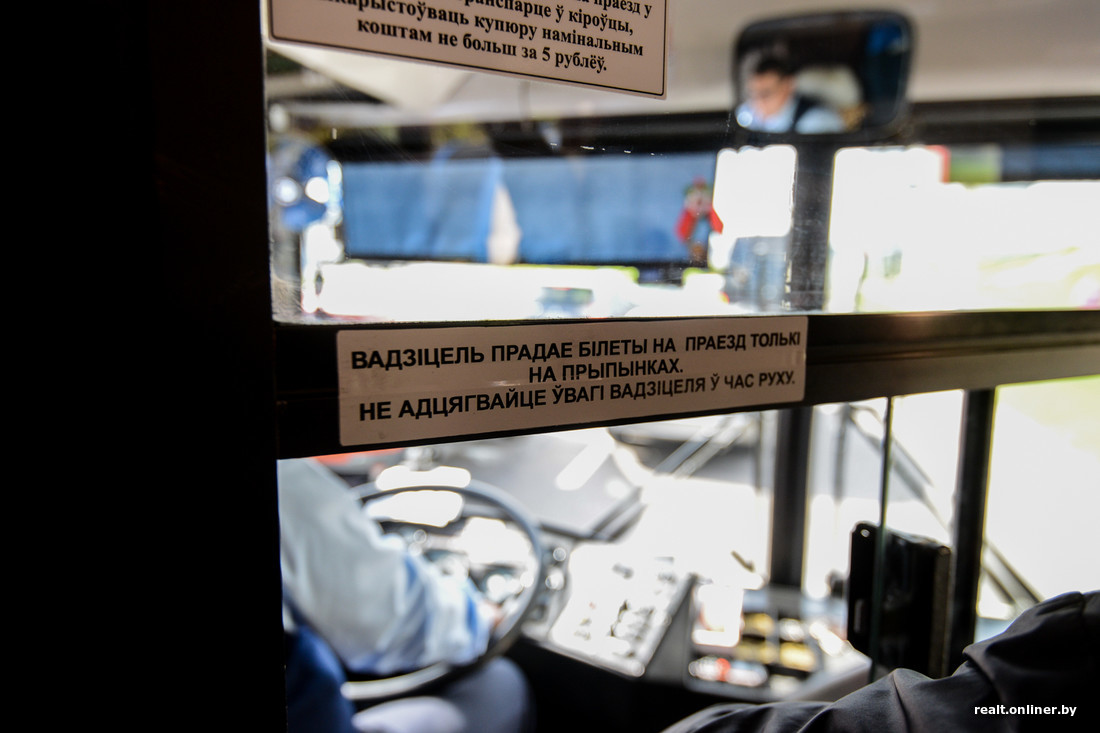 праезд у
транспарце ў кіроўцы,
купюру намінальным
коштам не больш за 5 рублёў.
ВАДЗІЦЕЛЬ ПРАДАЕ БІЛЕТЫ НА ПРАЕЗД ТОЛЬКІ
НА ПРЫПЫНКАХ.
НЕ АДЦЯГВАЙЦЕ ЎВАГІ ВАДЗІЦЕЛЯ Ў ЧАС РУХУ.
realt.onliner.by